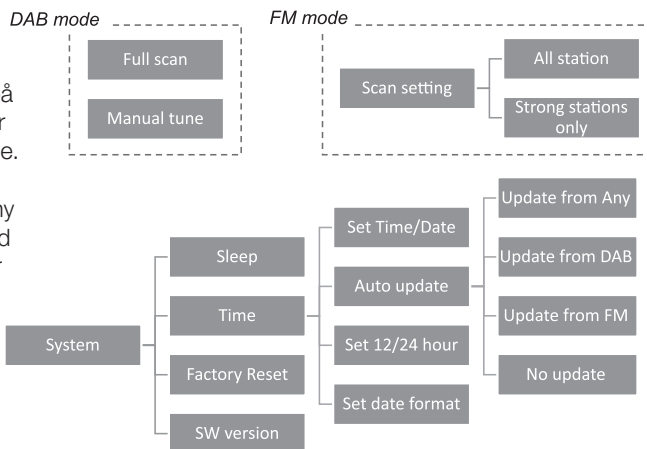 DAB mode
FM mode
Full scan
Manual tune
Scan setting
All station
Strong stations
only
å
r
e.
ny
d
r
System
Sleep
Time
Factory Reset
SW version
Set Time/Date
Auto update
Set 12/24 hour
Set date format
Update from Any
Update from DAB
Update from FM
No update